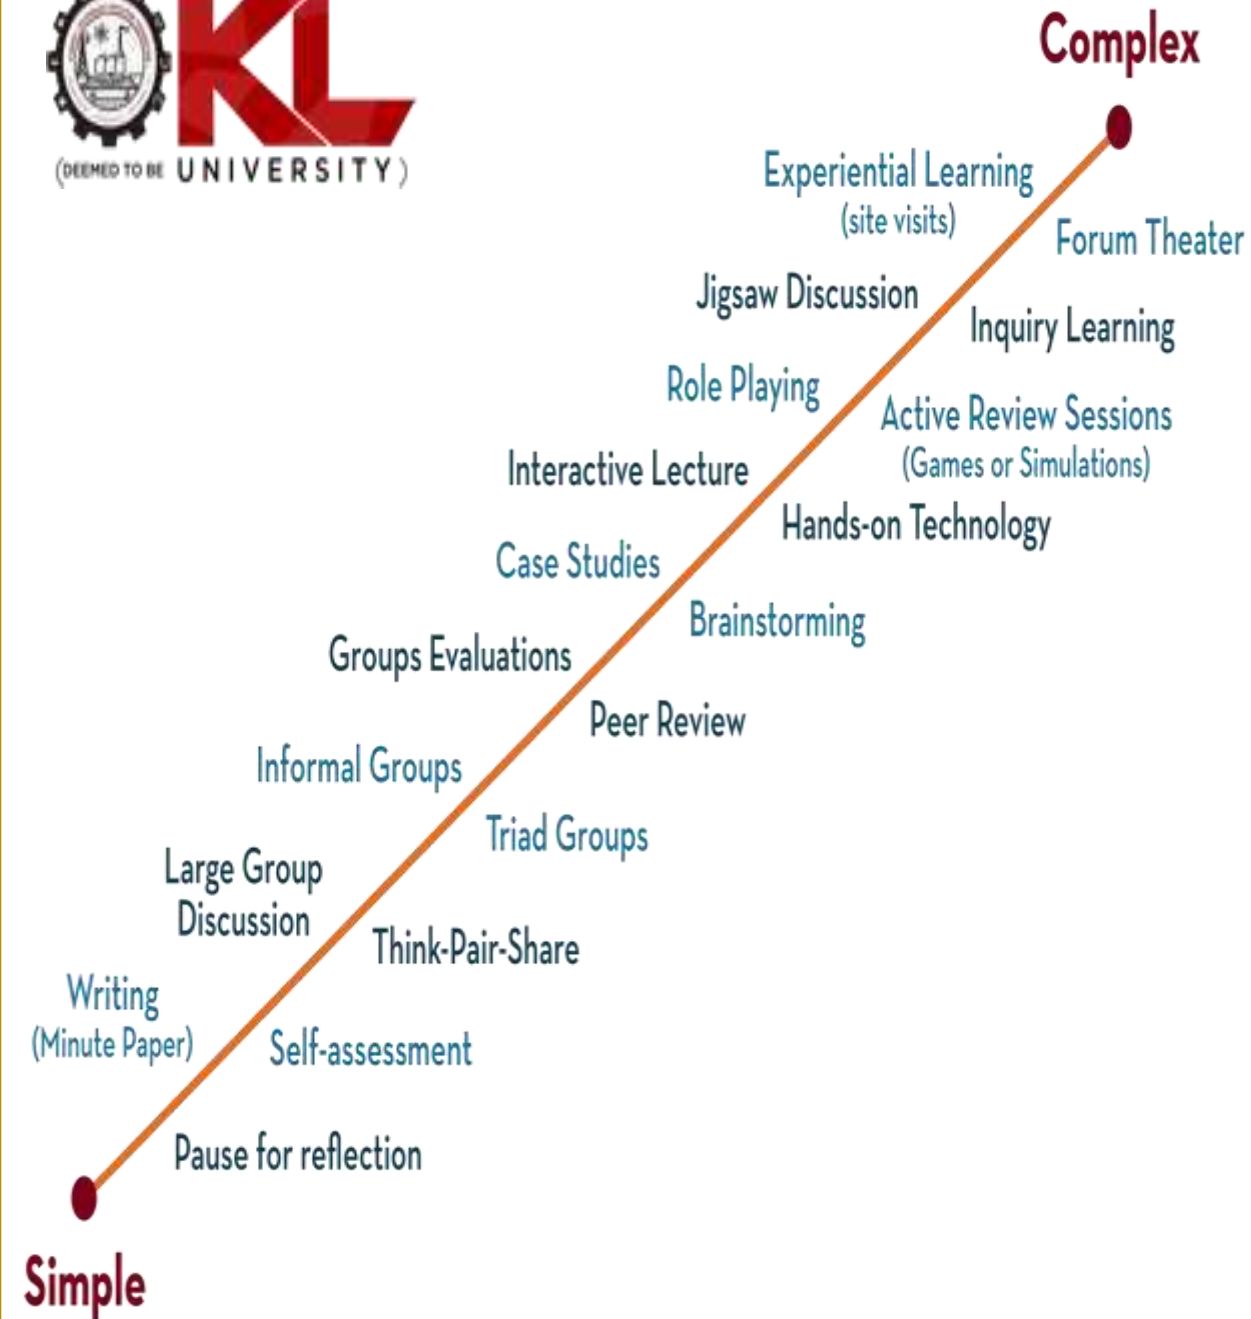 KL
(DEEMED TO BE UNIVERSITY)
Complex
Experiential Learning
(site visits)
Forum Theater
Jigsaw Discussion
Inquiry Learning
Role Playing
Active Review Sessions
(Games or Simulations)
Interactive Lecture
Hands-on Technology
Case Studies
Brainstorming
Groups Evaluations
Peer Review
Informal Groups
Triad Groups
Large Group
Discussion
Think-Pair-Share
Writing
(Minute Paper)
Self-assessment
Pause for reflection
Simple